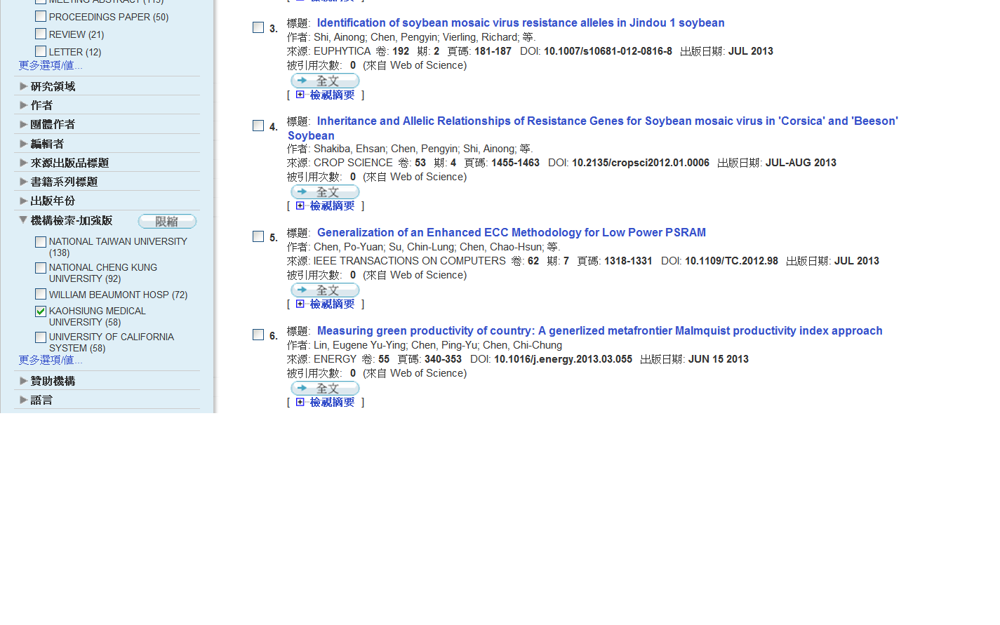 MEETING ABSTRACT (113)
PROCEEDINGS PAPER (50)
REVIEW (21)
LETTER (12)
更多選項/值...
研究領域
作者
團體作者
編輯者
來源出版品標題
書籍系列標題
出版年份
機構檢索-加強版 限縮
NATIONAL TAIWAN UNIVERSITY
(138)
NATIONAL CHENG KUNG
UNIVERSITY (92)
WILLIAM BEAUMONT HOSP (72)
KAOHSIUNG MEDICAL
UNIVERSITY (58)
UNIVERSITY OF CALIFORNIA
SYSTEM (58)
更多選項/值...
贊助機構
語言
3. 標題: Identification of soybean mosaic virus resistance alleles in Jindou 1 soybean
作者: Shi, Ainong; Chen, Pengyin; Vierling, Richard; 等.
來源: EUPHYTICA 卷: 192 期: 2 頁碼: 181-187 DOI: 10.1007/s10681-012-0816-8 出版日期: JUL 2013
被引用次數: 0 (來自 Web of Science)
全文
[ 檢視摘要 ]
4. 標題: Inheritance and Allelic Relationships of Resistance Genes for Soybean mosaic virus in 'Corsica' and 'Beeson'
Soybean
作者: Shakiba, Ehsan; Chen, Pengyin; Shi, Ainong; 等.
來源: CROP SCIENCE 卷: 53 期: 4 頁碼: 1455-1463 DOI: 10.2135/cropsci2012.01.0006 出版日期: JUL-AUG 2013
被引用次數: 0 (來自 Web of Science)
全文
[ 檢視摘要 ]
5. 標題: Generalization of an Enhanced ECC Methodology for Low Power PSRAM
作者: Chen, Po-Yuan; Su, Chin-Lung; Chen, Chao-Hsun; 等.
來源: IEEE TRANSACTIONS ON COMPUTERS 卷: 62 期: 7 頁碼: 1318-1331 DOI: 10.1109/TC.2012.98 出版日期: JUL 2013
被引用次數: 0 (來自 Web of Science)
全文
[ 檢視摘要 ]
6. 標題: Measuring green productivity of country: A generlized metafrontier Malmquist productivity index approach
作者: Lin, Eugene Yu-Ying; Chen, Ping-Yu; Chen, Chi-Chung
來源: ENERGY 卷: 55 頁碼: 340-353 DOI: 10.1016/j.energy.2013.03.055 出版日期: JUN 15 2013
被引用次數: 0 (來自 Web of Science)
全文
[ 檢視摘要 ]